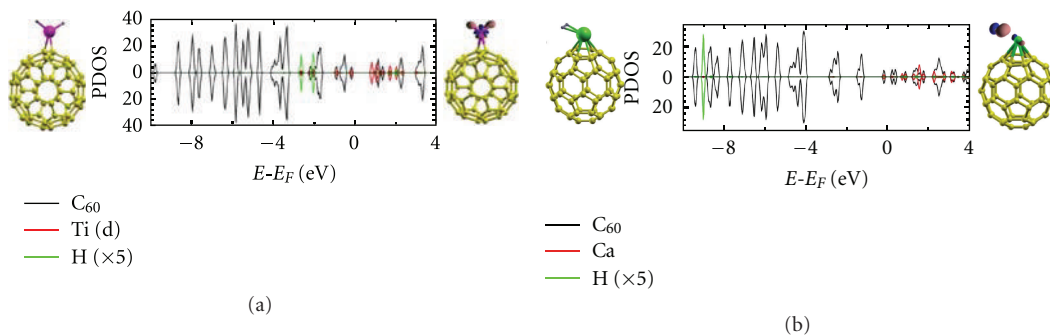 40
20
0
20
40
PDOS
−8
−4
0
4
E-E_F (eV)
C₆₀
Ti (d)
H (×5)
(a)
20
0
20
PDOS
−8
−4
0
4
E-E_F (eV)
C₆₀
Ca
H (×5)
(b)